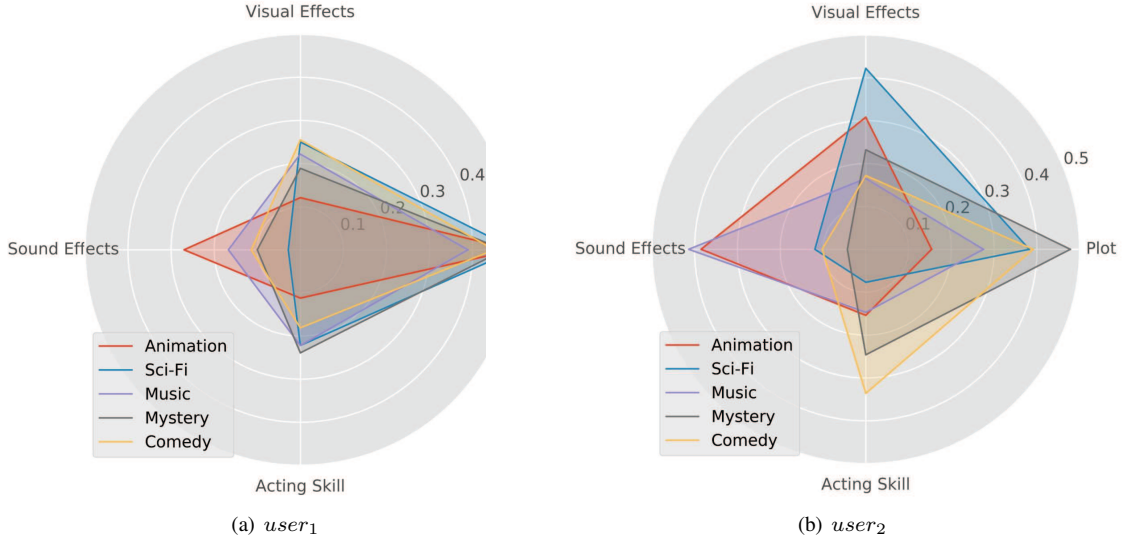 Visual Effects
0.4
0.3
0.2
0.1
Sound Effects
Animation
Sci-Fi
Music
Mystery
Comedy
Acting Skill
(a) user1
Visual Effects
0.5
0.4
0.3
0.2
0.1
Sound Effects
Plot
Animation
Sci-Fi
Music
Mystery
Comedy
Acting Skill
(b) user2